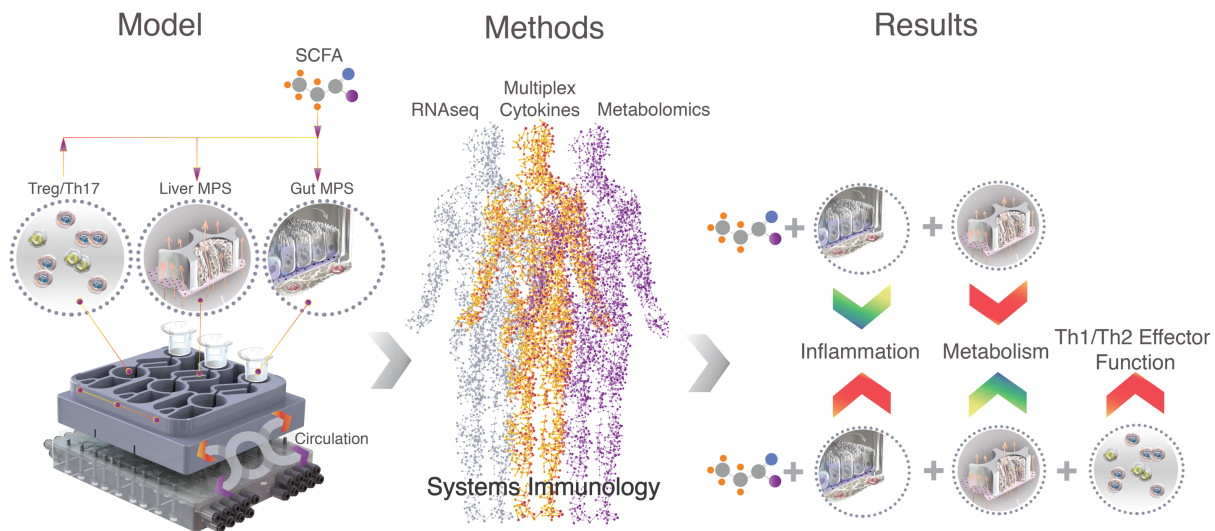 Model
Methods
Results
SCFA
RNAseq
Multiplex
Cytokines
Metabolomics
Treg/Th17
Liver MPS
Gut MPS
Circulation
Systems Immunology
Inflammation
Metabolism
Th1/Th2 Effector
Function